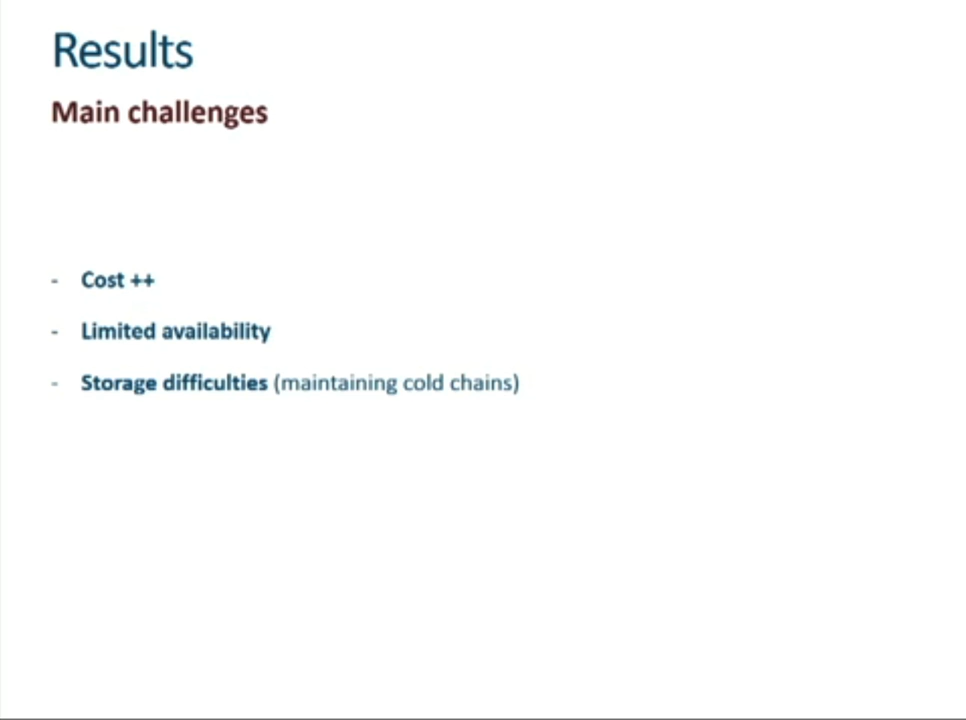 Results
Main challenges
- Cost ++
- Limited availability
- Storage difficulties (maintaining cold chains)